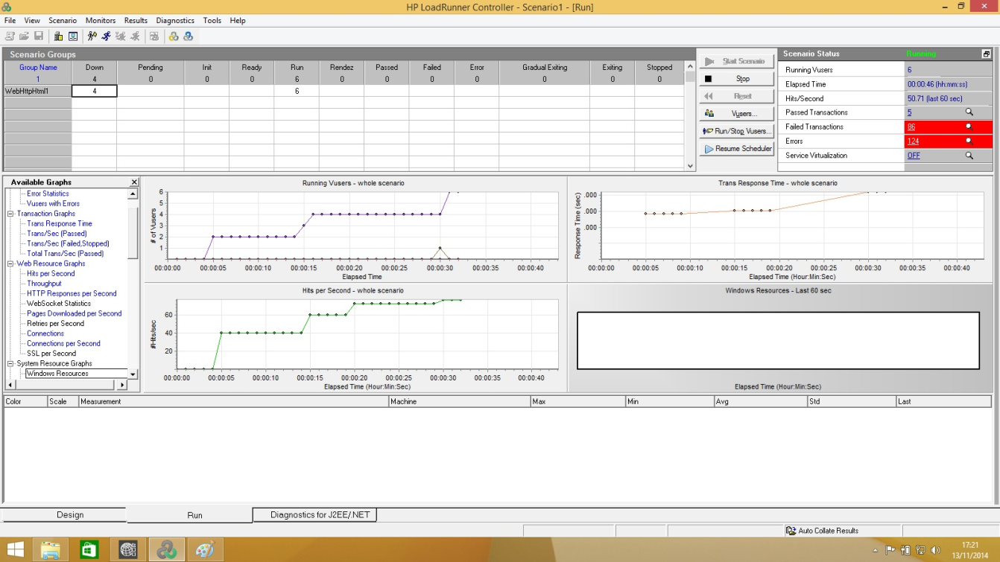 HP LoadRunner Controller - Scenario1 - [Run]
File View Scenario Monitors Results Diagnostics Tools Help
Scenario Groups
Group Name Down Pending Init Ready Run Rendez Passed Failed Error Gradual Exiting Exiting Stopped
1 4 0 0 0 6 0 0 0 0 0 0 0
WebHttpHtml1 4 6
Start Scenario
Stop
Reset
Vusers...
Run/Stop Vusers...
Resume Scheduler
Scenario Status Running
Running Vusers 6
Elapsed Time 00:00:46 (hh:mm:ss)
Hits/Second 50.71 (last 60 sec)
Passed Transactions 5
Failed Transactions 86
Errors 124
Service Virtualization OFF
Available Graphs
Error Statistics
Vusers with Errors
Transaction Graphs
Trans Response Time
Trans/Sec (Passed)
Trans/Sec (Failed,Stopped)
Total Trans/Sec (Passed)
Web Resource Graphs
Hits per Second
Throughput
HTTP Responses per Second
WebSocket Statistics
Pages Downloaded per Second
Retries per Second
Connections
Connections per Second
SSL per Second
System Resource Graphs
Windows Resources
Running Vusers - whole scenario
# of Vusers
6
5
4
3
2
1
00:00:00 00:00:05 00:00:10 00:00:15 00:00:20 00:00:25 00:00:30 00:00:35 00:00:40
Elapsed Time
Trans Response Time - whole scenario
Response Time (sec)
.000
.000
.000
00:00:00 00:00:05 00:00:10 00:00:15 00:00:20 00:00:25 00:00:30 00:00:35 00:00:40
Elapsed Time (Hour:Min:Sec)
Hits per Second - whole scenario
#Hits/sec
60
40
20
00:00:00 00:00:05 00:00:10 00:00:15 00:00:20 00:00:25 00:00:30 00:00:35 00:00:40
Elapsed Time (Hour:Min:Sec)
Windows Resources - Last 60 sec
Elapsed Time (Hour:Min:Sec)
Color Scale Measurement Machine Max Min Avg Std Last
Design Run Diagnostics for J2EE/.NET
Auto Collate Results
17:21
13/11/2014